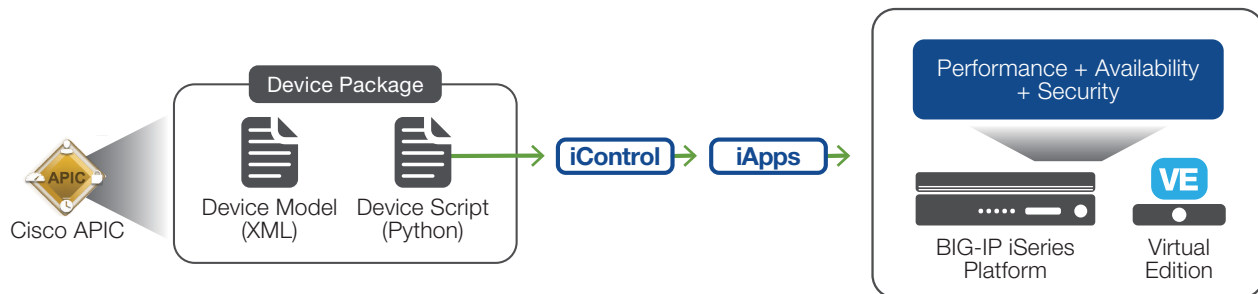 APIC
Cisco APIC
Device Package
Device Model
(XML)
Device Script
(Python)
iControl
iApps
Performance + Availability
+ Security
BIG-IP iSeries
Platform
VE
Virtual
Edition